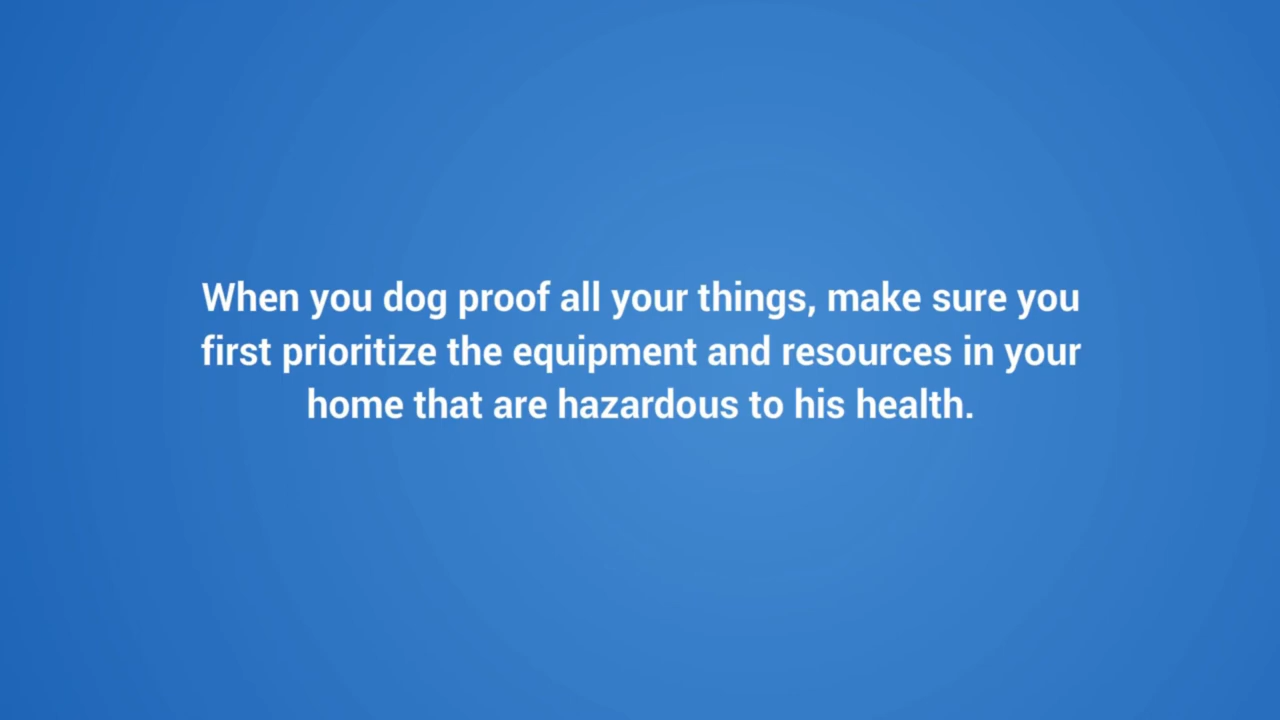 When you dog proof all your things, make sure you
first prioritize the equipment and resources in your
home that are hazardous to his health.